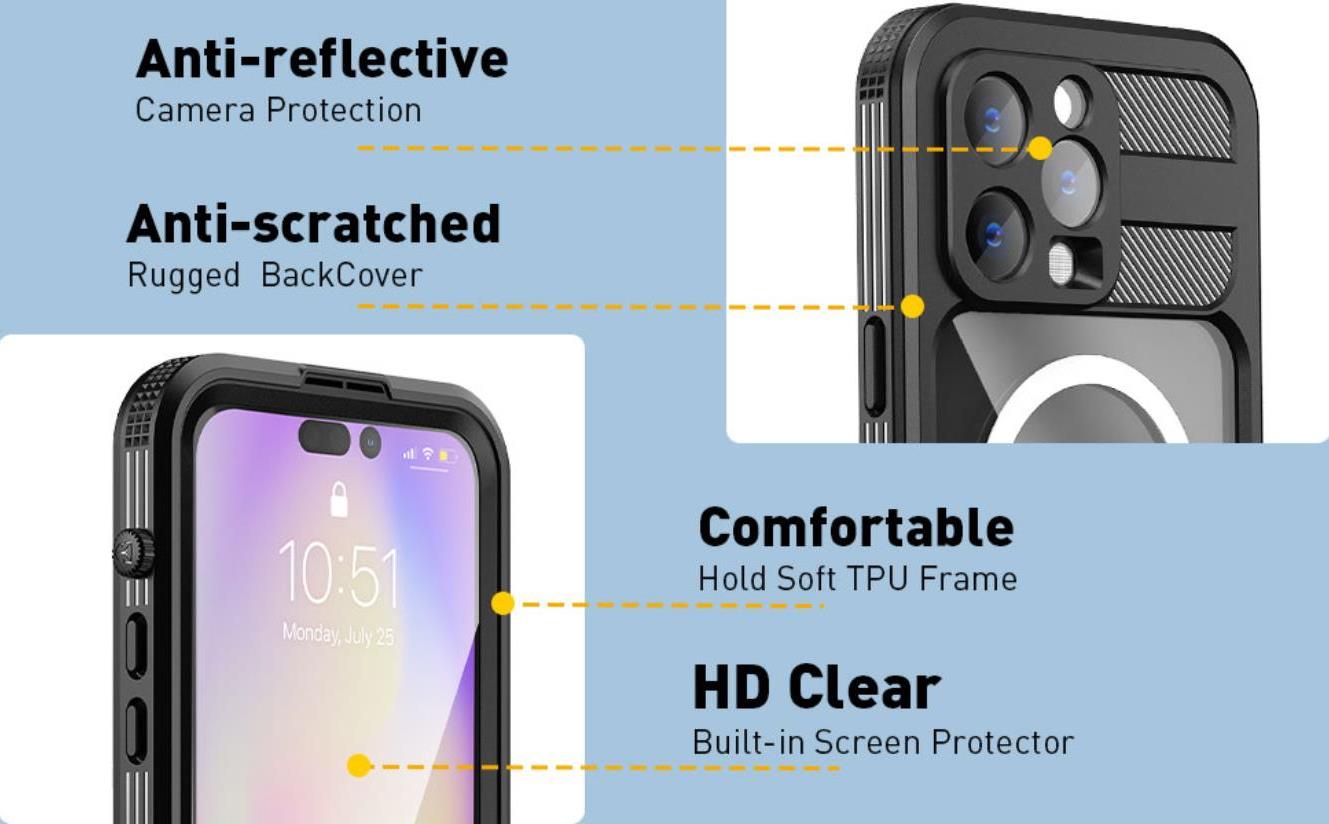 Anti-reflective
Camera Protection
Anti-scratched
Rugged BackCover
10:51
Monday, July 25
Comfortable
Hold Soft TPU Frame
HD Clear
Built-in Screen Protector